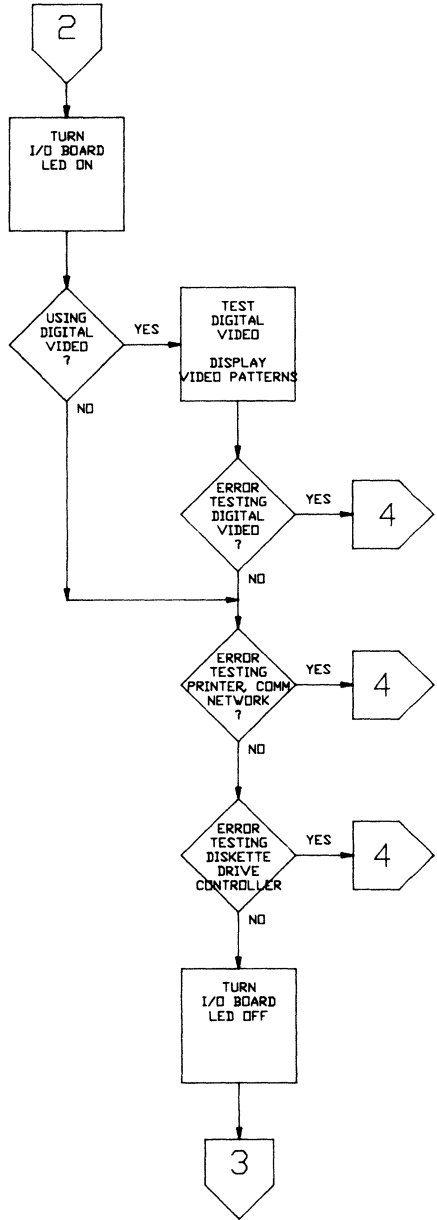 2
TURN
I/O BOARD
LED ON
USING
DIGITAL
VIDEO
?
YES
NO
TEST
DIGITAL
VIDEO
DISPLAY
VIDEO PATTERNS
ERROR
TESTING
DIGITAL
VIDEO
?
YES
4
NO
ERROR
TESTING
PRINTER, COMM
NETWORK
?
YES
4
NO
ERROR
TESTING
DISKETTE
DRIVE
CONTROLLER
YES
4
NO
TURN
I/O BOARD
LED OFF
3